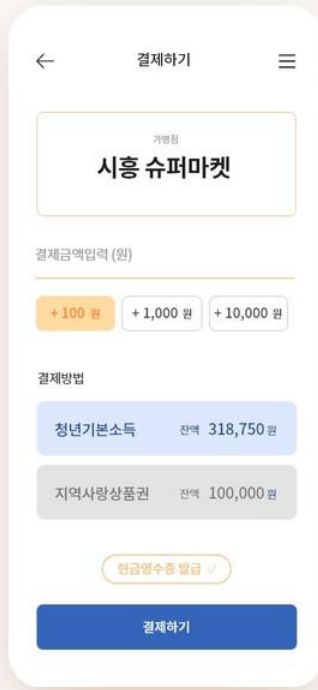 결제하기
가맹점
시흥 슈퍼마켓
결제금액입력 (원)
+ 100 원 + 1,000 원 + 10,000 원
결제방법
청년기본소득 잔액 318,750 원
지역사랑상품권 잔액 100,000 원
현금영수증 발급
결제하기